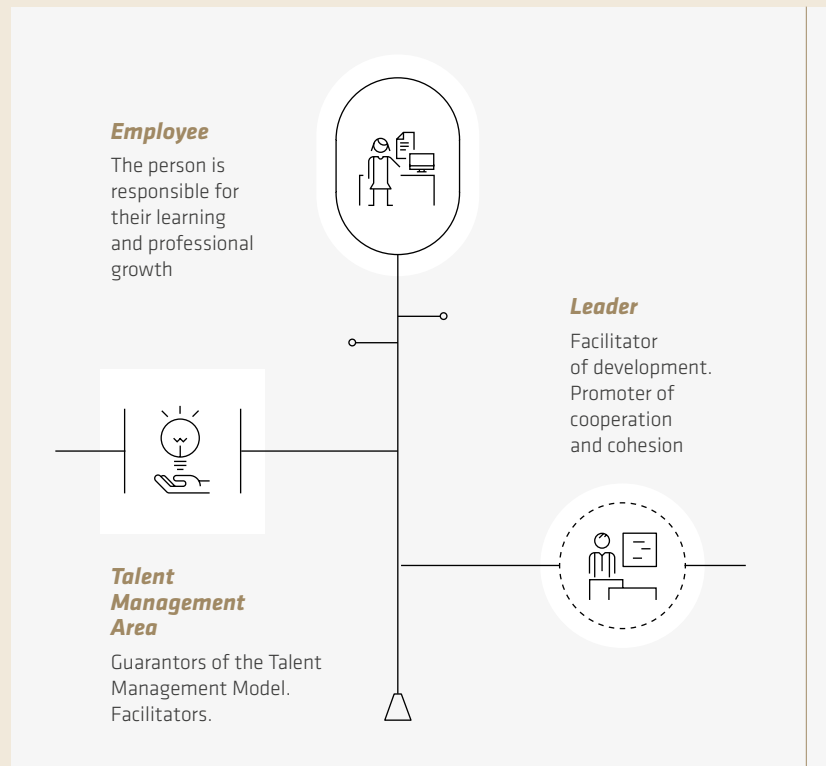 Employee
The person is
responsible for
their learning
and professional
growth
Leader
Facilitator
of development.
Promoter of
cooperation
and cohesion
Talent
Management
Area
Guarantors of the Talent
Management Model.
Facilitators.